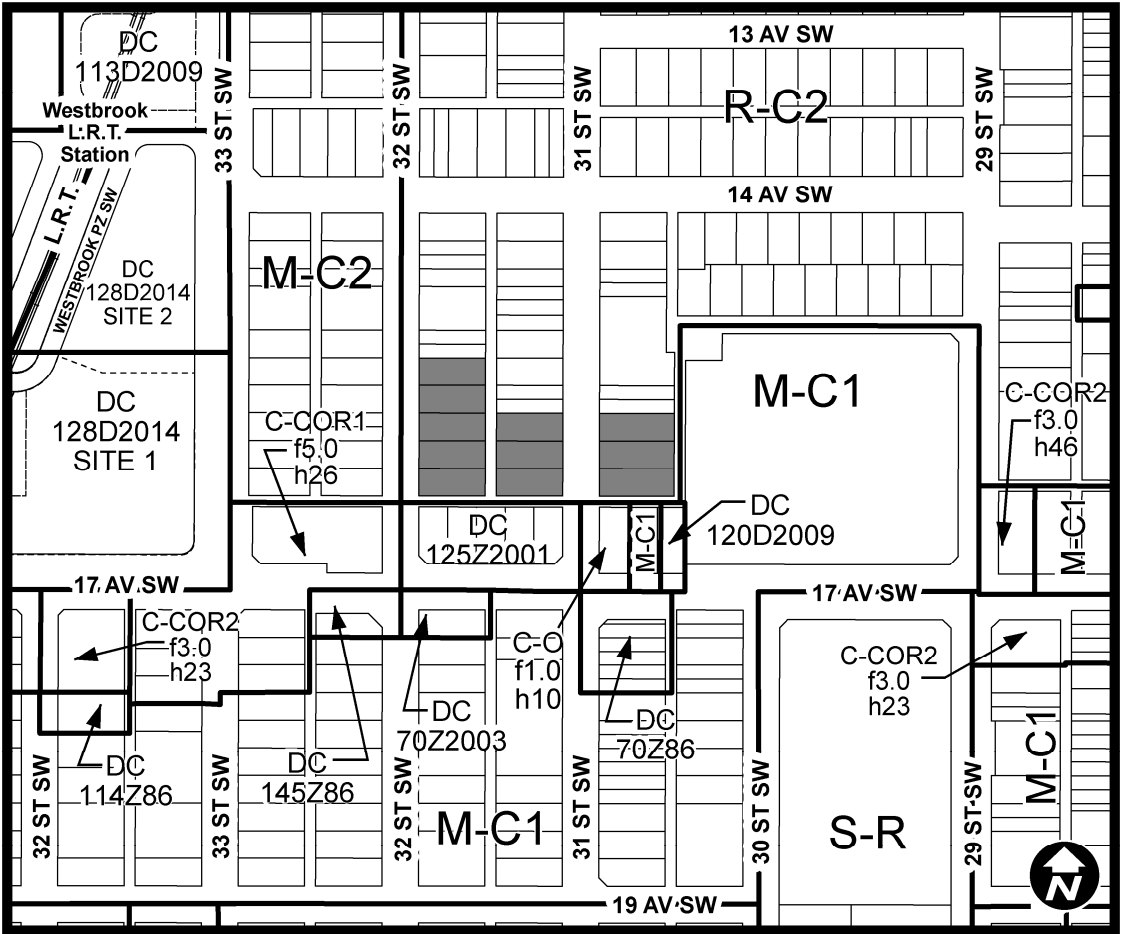 13 AV SW
DC
113D2009
Westbrook
L.R.T.
Station
33 ST SW
32 ST SW
31 ST SW
R-C2
29 ST SW
14 AV SW
L.R.T.
WESTBROOK PZ SW
DC
128D2014
SITE 2
M-C2
M-C1
C-COR2
f3.0
h46
DC
128D2014
SITE 1
C-COR1
f5.0
h26
DC
125Z2001
M-C1
DC
120D2009
M-C1
17 AV SW
17 AV SW
C-COR2
f3.0
h23
C-O
f1.0
h10
C-COR2
f3.0
h23
DC
70Z2003
DC
70Z86
DC
114Z86
DC
145Z86
32 ST SW
33 ST SW
32 ST SW
M-C1
31 ST SW
30 ST SW
S-R
29 ST SW
M-C1
19 AV SW
N